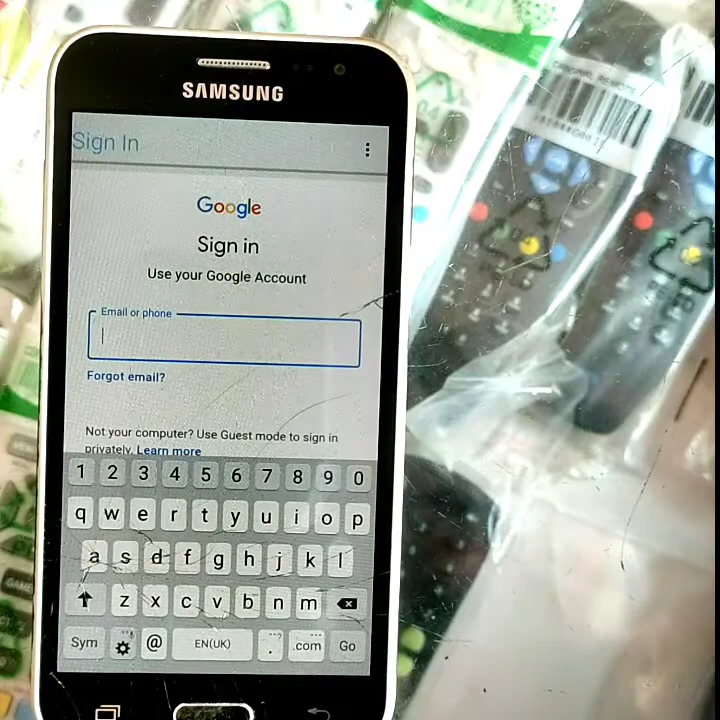 SAMSUNG
Sign In
Google
Sign in
Use your Google Account
Email or phone
Forgot email?
Not your computer? Use Guest mode to sign in
privately. Learn more
1 2 3 4 5 6 7 8 9 0
q w e r t y u i o p
a s d f g h j k l
z x c v b n m
Sym @ EN(UK) . .com Go